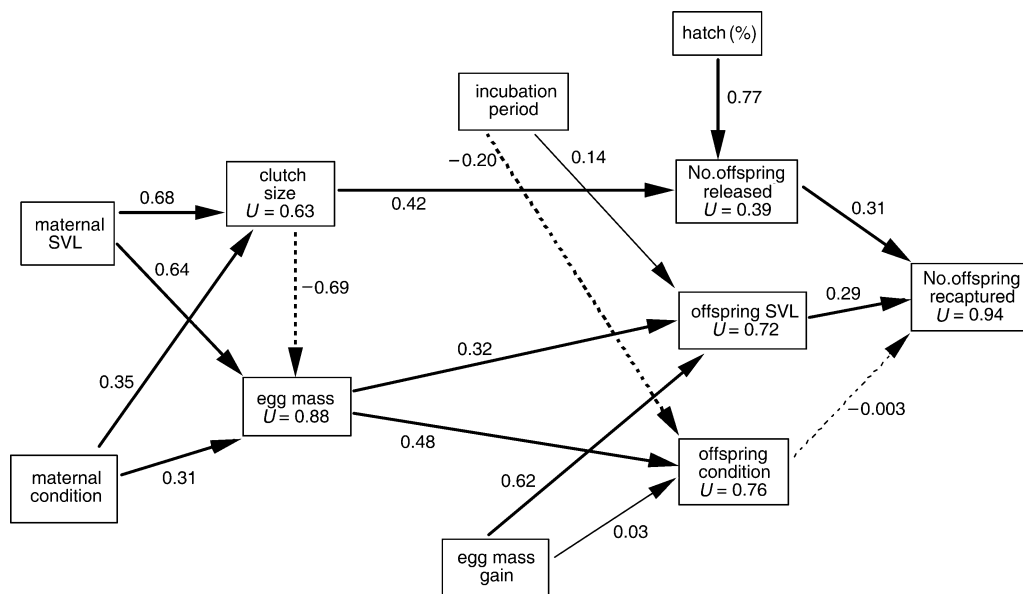 hatch (%)
0.77
incubation
period
−0.20
0.14
clutch
size
U = 0.63
0.68
0.42
No.offspring
released
U = 0.39
0.31
maternal
SVL
0.64
−0.69
No.offspring
recaptured
U = 0.94
0.29
offspring SVL
U = 0.72
0.32
0.35
egg mass
U = 0.88
−0.003
0.48
offspring
condition
U = 0.76
maternal
condition
0.31
0.62
0.03
egg mass
gain